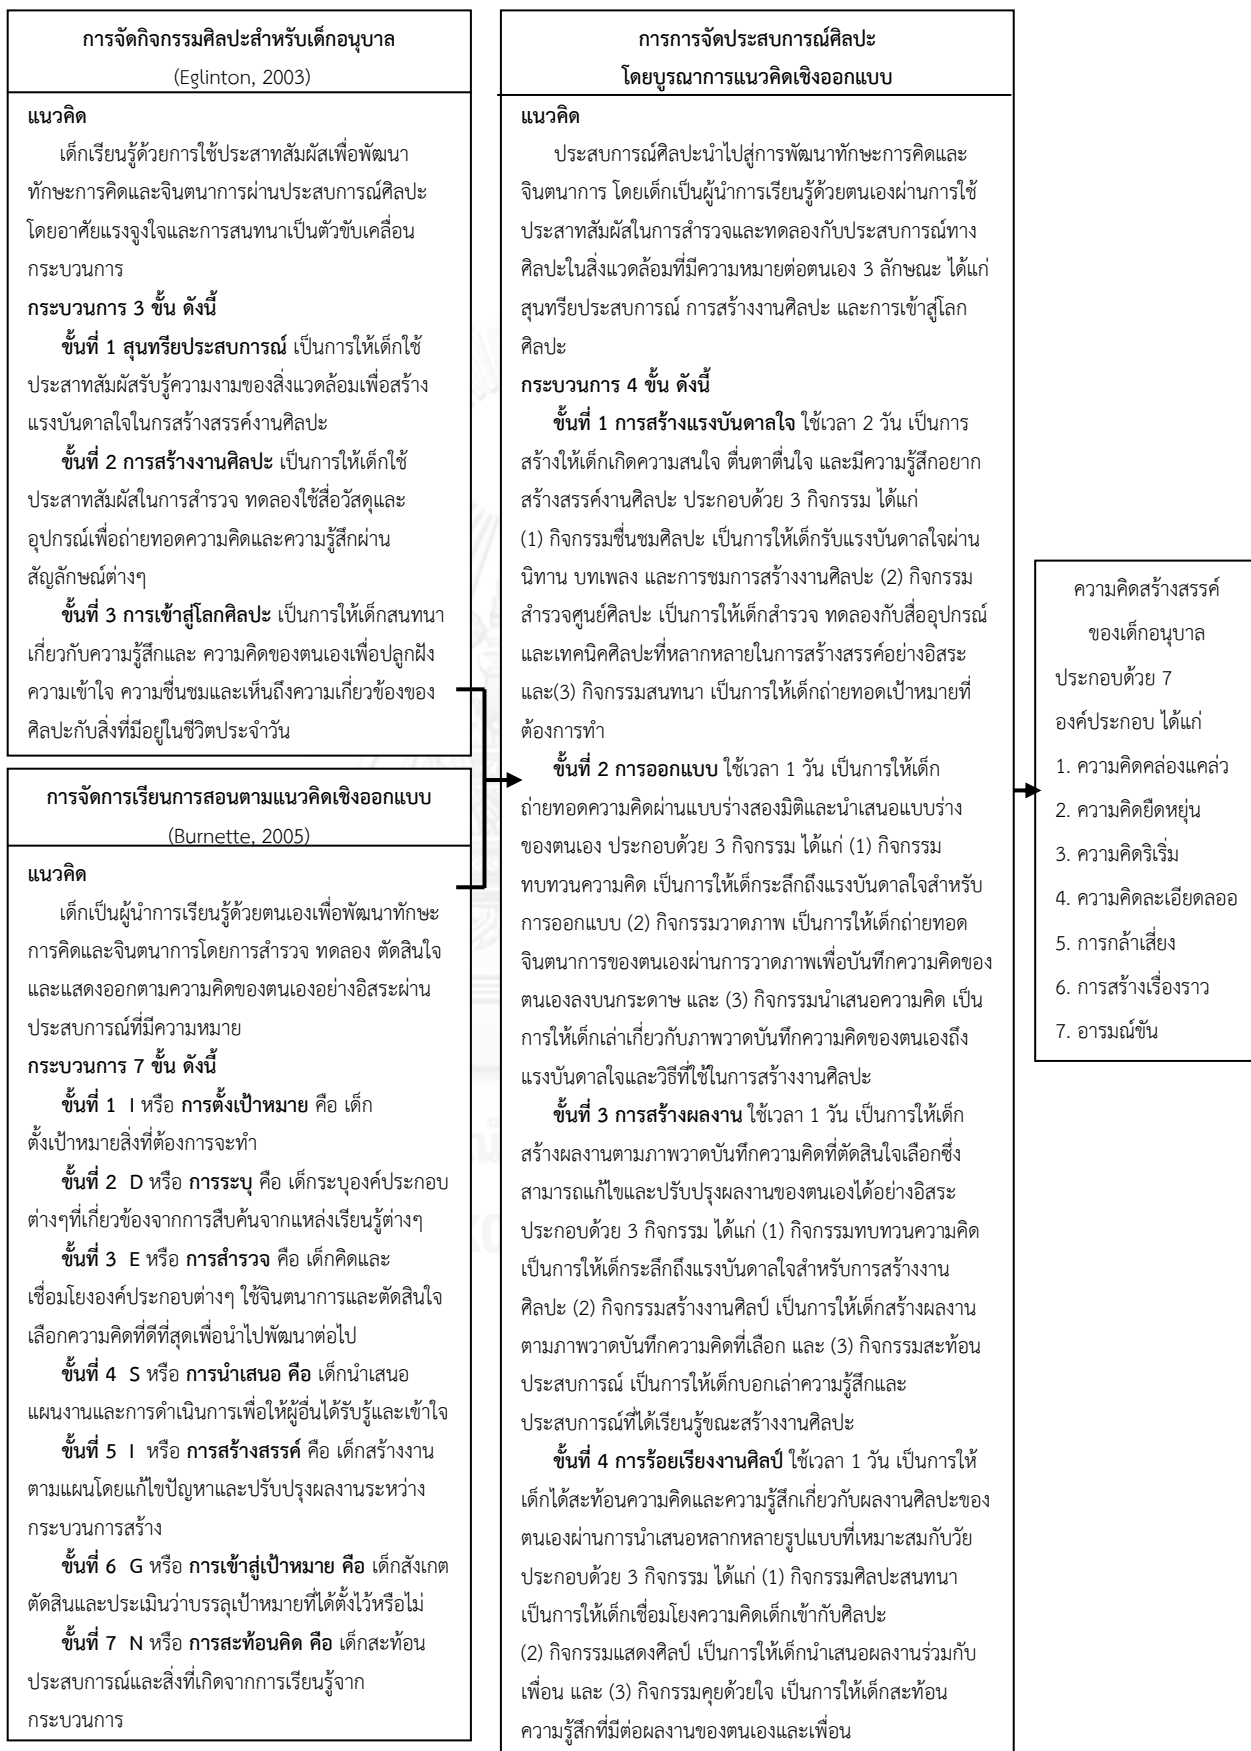 การจัดกิจกรรมศิลปะสำหรับเด็กอนุบาล
(Eglinton, 2003)
แนวคิด
เด็กเรียนรู้ด้วยการใช้ประสาทสัมผัสเพื่อพัฒนา
ทักษะการคิดและจินตนาการผ่านประสบการณ์ศิลปะ
โดยอาศัยแรงจูงใจและการสนทนาเป็นตัวขับเคลื่อน
กระบวนการ
กระบวนการ 3 ขั้น ดังนี้
ขั้นที่ 1 สุนทรียประสบการณ์ เป็นการให้เด็กใช้
ประสาทสัมผัสรับรู้ความงามของสิ่งแวดล้อมเพื่อสร้าง
แรงบันดาลใจในกรสร้างสรรค์งานศิลปะ
ขั้นที่ 2 การสร้างงานศิลปะ เป็นการให้เด็กใช้
ประสาทสัมผัสในการสำรวจ ทดลองใช้สื่อวัสดุและ
อุปกรณ์เพื่อถ่ายทอดความคิดและความรู้สึกผ่าน
สัญลักษณ์ต่างๆ
ขั้นที่ 3 การเข้าสู่โลกศิลปะ เป็นการให้เด็กสนทนา
เกี่ยวกับความรู้สึกและ ความคิดของตนเองเพื่อปลูกฝัง
ความเข้าใจ ความชื่นชมและเห็นถึงความเกี่ยวข้องของ
ศิลปะกับสิ่งที่มีอยู่ในชีวิตประจำวัน
การจัดการเรียนการสอนตามแนวคิดเชิงออกแบบ
(Burnette, 2005)
แนวคิด
เด็กเป็นผู้นำการเรียนรู้ด้วยตนเองเพื่อพัฒนาทักษะ
การคิดและจินตนาการโดยการสำรวจ ทดลอง ตัดสินใจ
และแสดงออกตามความคิดของตนเองอย่างอิสระผ่าน
ประสบการณ์ที่มีความหมาย
กระบวนการ 7 ขั้น ดังนี้
ขั้นที่ 1 I หรือ การตั้งเป้าหมาย คือ เด็ก
ตั้งเป้าหมายสิ่งที่ต้องการจะทำ
ขั้นที่ 2 D หรือ การระบุ คือ เด็กระบุองค์ประกอบ
ต่างๆที่เกี่ยวข้องจากการสืบค้นจากแหล่งเรียนรู้ต่างๆ
ขั้นที่ 3 E หรือ การสำรวจ คือ เด็กคิดและ
เชื่อมโยงองค์ประกอบต่างๆ ใช้จินตนาการและตัดสินใจ
เลือกความคิดที่ดีที่สุดเพื่อนำไปพัฒนาต่อไป
ขั้นที่ 4 S หรือ การนำเสนอ คือ เด็กนำเสนอ
แผนงานและการดำเนินการเพื่อให้ผู้อื่นได้รับรู้และเข้าใจ
ขั้นที่ 5 I หรือ การสร้างสรรค์ คือ เด็กสร้างงาน
ตามแผนโดยแก้ไขปัญหาและปรับปรุงผลงานระหว่าง
กระบวนการสร้าง
ขั้นที่ 6 G หรือ การเข้าสู่เป้าหมาย คือ เด็กสังเกต
ตัดสินและประเมินว่าบรรลุเป้าหมายที่ได้ตั้งไว้หรือไม่
ขั้นที่ 7 N หรือ การสะท้อนคิด คือ เด็กสะท้อน
ประสบการณ์และสิ่งที่เกิดจากการเรียนรู้จาก
กระบวนการ
การการจัดประสบการณ์ศิลปะ
โดยบูรณาการแนวคิดเชิงออกแบบ
แนวคิด
ประสบการณ์ศิลปะนำไปสู่การพัฒนาทักษะการคิดและ
จินตนาการ โดยเด็กเป็นผู้นำการเรียนรู้ด้วยตนเองผ่านการใช้
ประสาทสัมผัสในการสำรวจและทดลองกับประสบการณ์ทาง
ศิลปะในสิ่งแวดล้อมที่มีความหมายต่อตนเอง 3 ลักษณะ ได้แก่
สุนทรียประสบการณ์ การสร้างงานศิลปะ และการเข้าสู่โลก
ศิลปะ
กระบวนการ 4 ขั้น ดังนี้
ขั้นที่ 1 การสร้างแรงบันดาลใจ ใช้เวลา 2 วัน เป็นการ
สร้างให้เด็กเกิดความสนใจ ตื่นตาตื่นใจ และมีความรู้สึกอยาก
สร้างสรรค์งานศิลปะ ประกอบด้วย 3 กิจกรรม ได้แก่
(1) กิจกรรมชื่นชมศิลปะ เป็นการให้เด็กรับแรงบันดาลใจผ่าน
นิทาน บทเพลง และการชมการสร้างงานศิลปะ (2) กิจกรรม
สำรวจศูนย์ศิลปะ เป็นการให้เด็กสำรวจ ทดลองกับสื่ออุปกรณ์
และเทคนิคศิลปะที่หลากหลายในการสร้างสรรค์อย่างอิสระ
และ(3) กิจกรรมสนทนา เป็นการให้เด็กถ่ายทอดเป้าหมายที่
ต้องการทำ
ขั้นที่ 2 การออกแบบ ใช้เวลา 1 วัน เป็นการให้เด็ก
ถ่ายทอดความคิดผ่านแบบร่างสองมิติและนำเสนอแบบร่าง
ของตนเอง ประกอบด้วย 3 กิจกรรม ได้แก่ (1) กิจกรรม
ทบทวนความคิด เป็นการให้เด็กระลึกถึงแรงบันดาลใจสำหรับ
การออกแบบ (2) กิจกรรมวาดภาพ เป็นการให้เด็กถ่ายทอด
จินตนาการของตนเองผ่านการวาดภาพเพื่อบันทึกความคิดของ
ตนเองลงบนกระดาษ และ (3) กิจกรรมนำเสนอความคิด เป็น
การให้เด็กเล่าเกี่ยวกับภาพวาดบันทึกความคิดของตนเองถึง
แรงบันดาลใจและวิธีที่ใช้ในการสร้างงานศิลปะ
ขั้นที่ 3 การสร้างผลงาน ใช้เวลา 1 วัน เป็นการให้เด็ก
สร้างผลงานตามภาพวาดบันทึกความคิดที่ตัดสินใจเลือกซึ่ง
สามารถแก้ไขและปรับปรุงผลงานของตนเองได้อย่างอิสระ
ประกอบด้วย 3 กิจกรรม ได้แก่ (1) กิจกรรมทบทวนความคิด
เป็นการให้เด็กระลึกถึงแรงบันดาลใจสำหรับการสร้างงาน
ศิลปะ (2) กิจกรรมสร้างงานศิลป์ เป็นการให้เด็กสร้างผลงาน
ตามภาพวาดบันทึกความคิดที่เลือก และ (3) กิจกรรมสะท้อน
ประสบการณ์ เป็นการให้เด็กบอกเล่าความรู้สึกและ
ประสบการณ์ที่ได้เรียนรู้ขณะสร้างงานศิลปะ
ขั้นที่ 4 การร้อยเรียงงานศิลป์ ใช้เวลา 1 วัน เป็นการให้
เด็กได้สะท้อนความคิดและความรู้สึกเกี่ยวกับผลงานศิลปะของ
ตนเองผ่านการนำเสนอหลากหลายรูปแบบที่เหมาะสมกับวัย
ประกอบด้วย 3 กิจกรรม ได้แก่ (1) กิจกรรมศิลปะสนทนา
เป็นการให้เด็กเชื่อมโยงความคิดเด็กเข้ากับศิลปะ
(2) กิจกรรมแสดงศิลป์ เป็นการให้เด็กนำเสนอผลงานร่วมกับ
เพื่อน และ (3) กิจกรรมคุยด้วยใจ เป็นการให้เด็กสะท้อน
ความรู้สึกที่มีต่อผลงานของตนเองและเพื่อน
ความคิดสร้างสรรค์
ของเด็กอนุบาล
ประกอบด้วย 7
องค์ประกอบ ได้แก่
1. ความคิดคล่องแคล่ว
2. ความคิดยืดหยุ่น
3. ความคิดริเริ่ม
4. ความคิดละเอียดลออ
5. การกล้าเสี่ยง
6. การสร้างเรื่องราว
7. อารมณ์ขัน